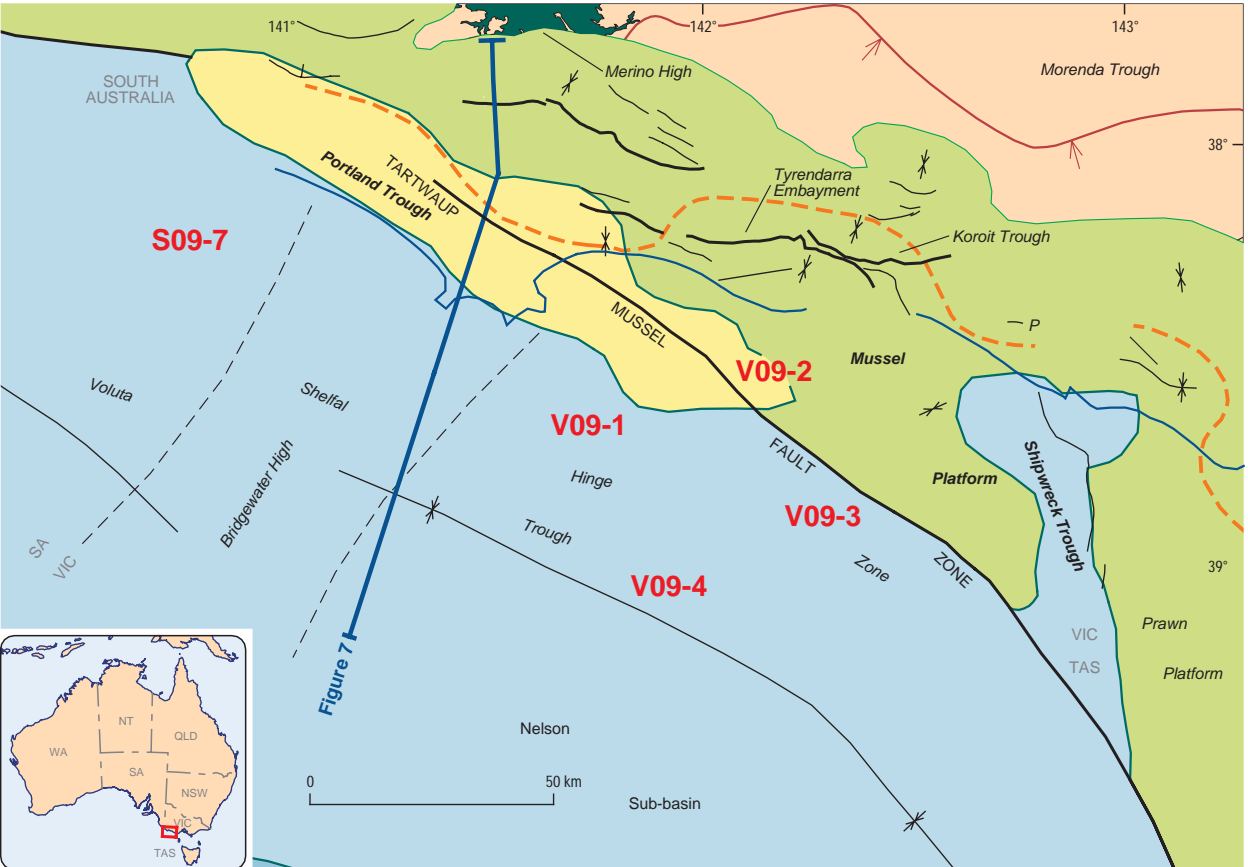 141°
142°
143°
SOUTH
AUSTRALIA
Merino High
Morenda Trough
38°
Portland Trough
TARTWAUP
Tyrendarra
Embayment
S09-7
Koroit Trough
MUSSEL
P
V09-2
Mussel
Voluta
Shelfal
V09-1
Bridgewater High
Hinge
FAULT
Platform
Shipwreck Trough
V09-3
Trough
SA
VIC
Zone
ZONE
39°
V09-4
VIC
TAS
Prawn
Platform
Figure 7
Nelson
Sub-basin
0
50 km
WA
NT
QLD
SA
NSW
VIC
TAS